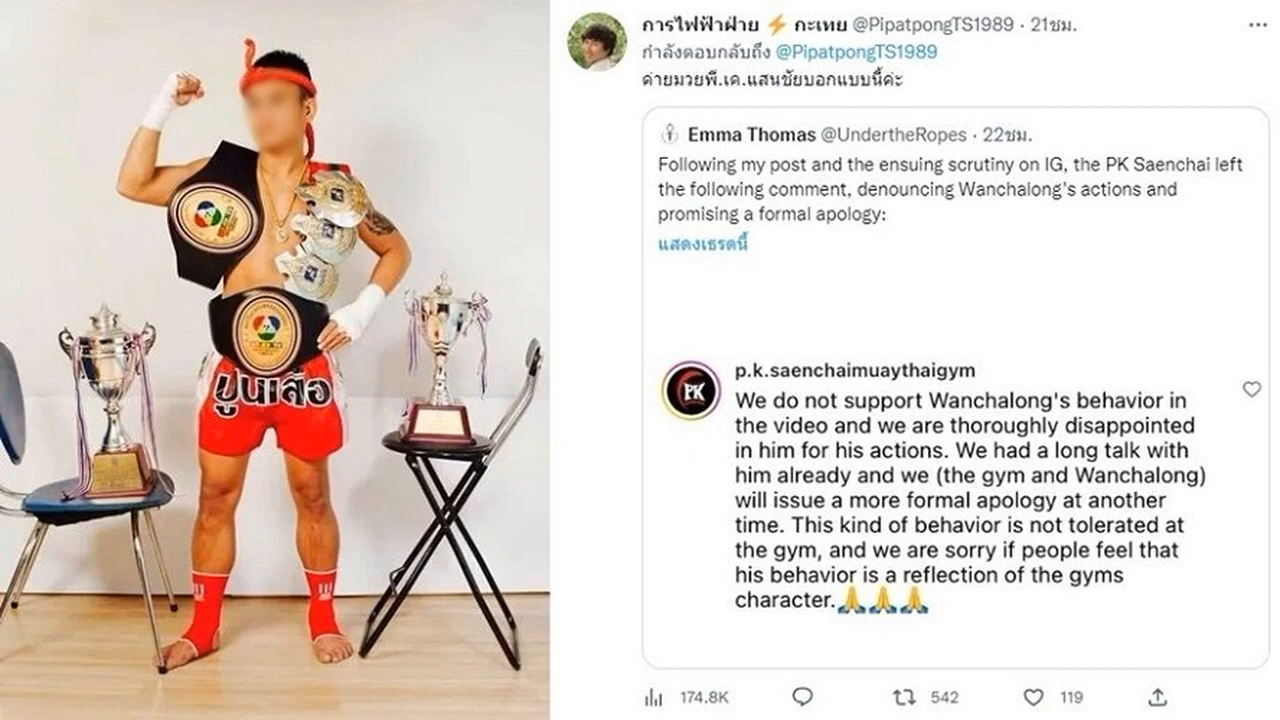 ปูนเสือ
การไฟฟ้าฝ่าย ⚡ กะเทย @PipatpongTS1989 · 21ชม.
กำลังตอบกลับถึง @PipatpongTS1989
ค่ายมวยพี.เค.แสนชัยบอกแบบนี้ค่ะ
Emma Thomas @UndertheRopes · 22ชม.
Following my post and the ensuing scrutiny on IG, the PK Saenchai left
the following comment, denouncing Wanchalong's actions and
promising a formal apology:
แสดงเธรดนี้
PK
p.k.saenchaimuaythaigym
We do not support Wanchalong's behavior in
the video and we are thoroughly disappointed
in him for his actions. We had a long talk with
him already and we (the gym and Wanchalong)
will issue a more formal apology at another
time. This kind of behavior is not tolerated at
the gym, and we are sorry if people feel that
his behavior is a reflection of the gyms
character.🙏🙏🙏
174.8K 542 119